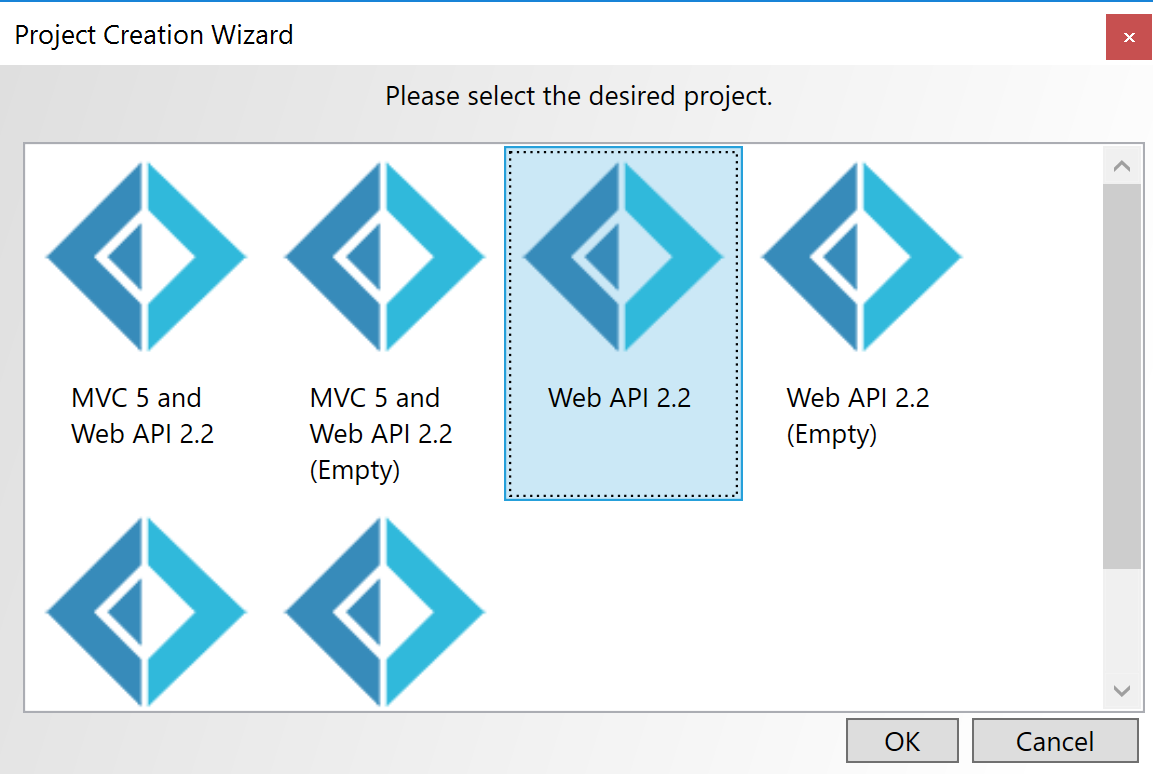 Project Creation Wizard
Please select the desired project.
MVC 5 and
Web API 2.2
MVC 5 and
Web API 2.2
(Empty)
Web API 2.2
Web API 2.2
(Empty)
OK
Cancel